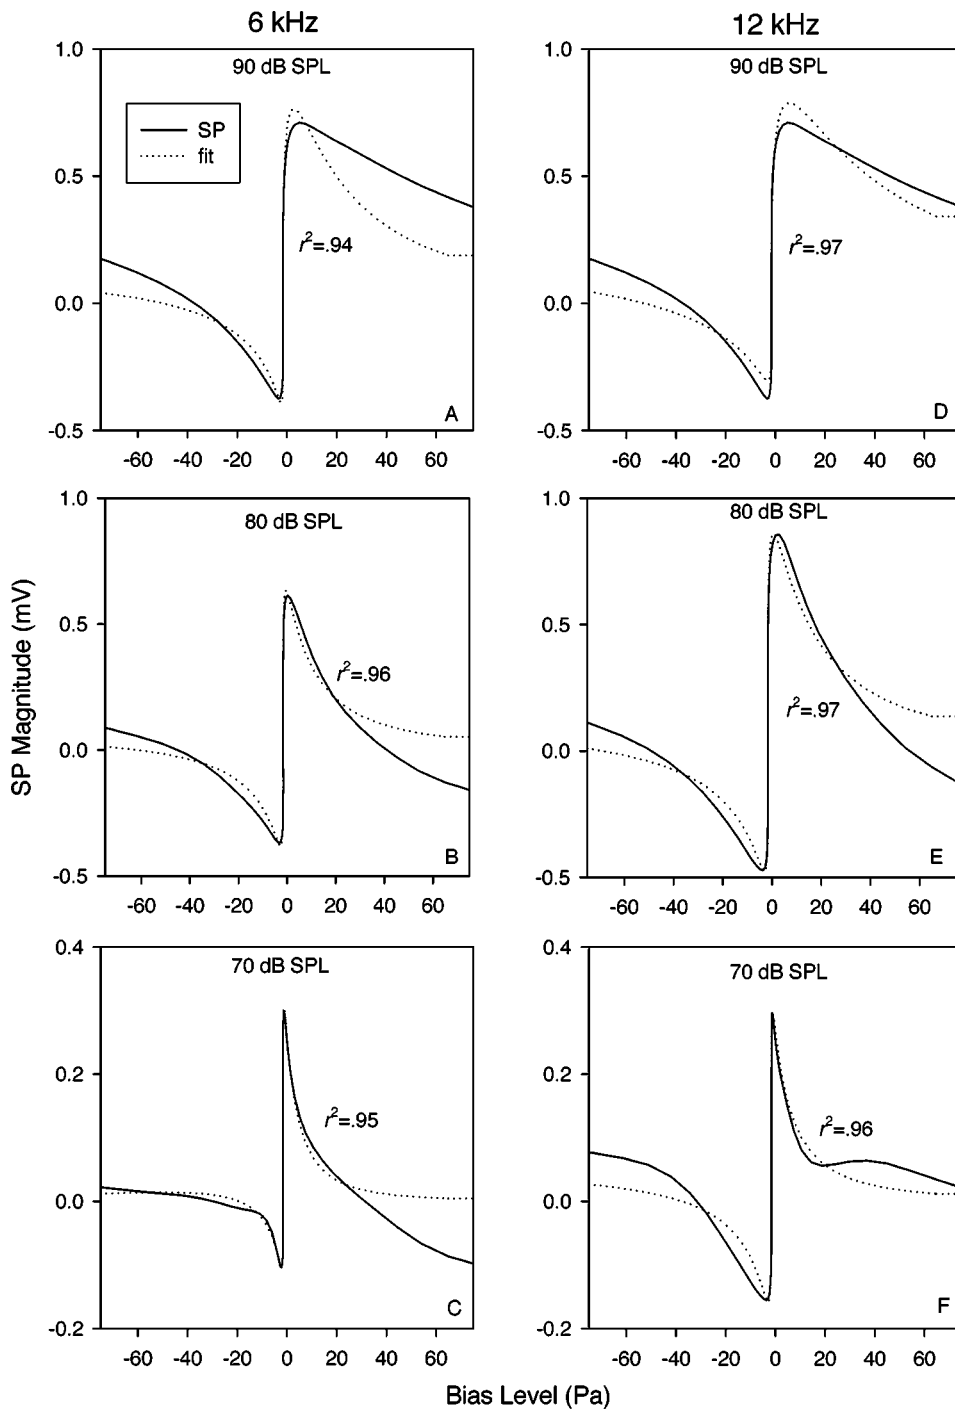 6 kHz
12 kHz
1.0
90 dB SPL
SP
fit
0.5
r²=.94
0.0
A
-0.5
-60 -40 -20 0 20 40 60
1.0
90 dB SPL
0.5
r²=.97
0.0
D
-0.5
-60 -40 -20 0 20 40 60
SP Magnitude (mV)
1.0
80 dB SPL
0.5
r²=.96
0.0
B
-0.5
-60 -40 -20 0 20 40 60
1.0
80 dB SPL
0.5
r²=.97
0.0
E
-0.5
-60 -40 -20 0 20 40 60
0.4
70 dB SPL
0.2
r²=.95
0.0
C
-0.2
-60 -40 -20 0 20 40 60
0.4
70 dB SPL
0.2
r²=.96
0.0
F
-0.2
-60 -40 -20 0 20 40 60
Bias Level (Pa)